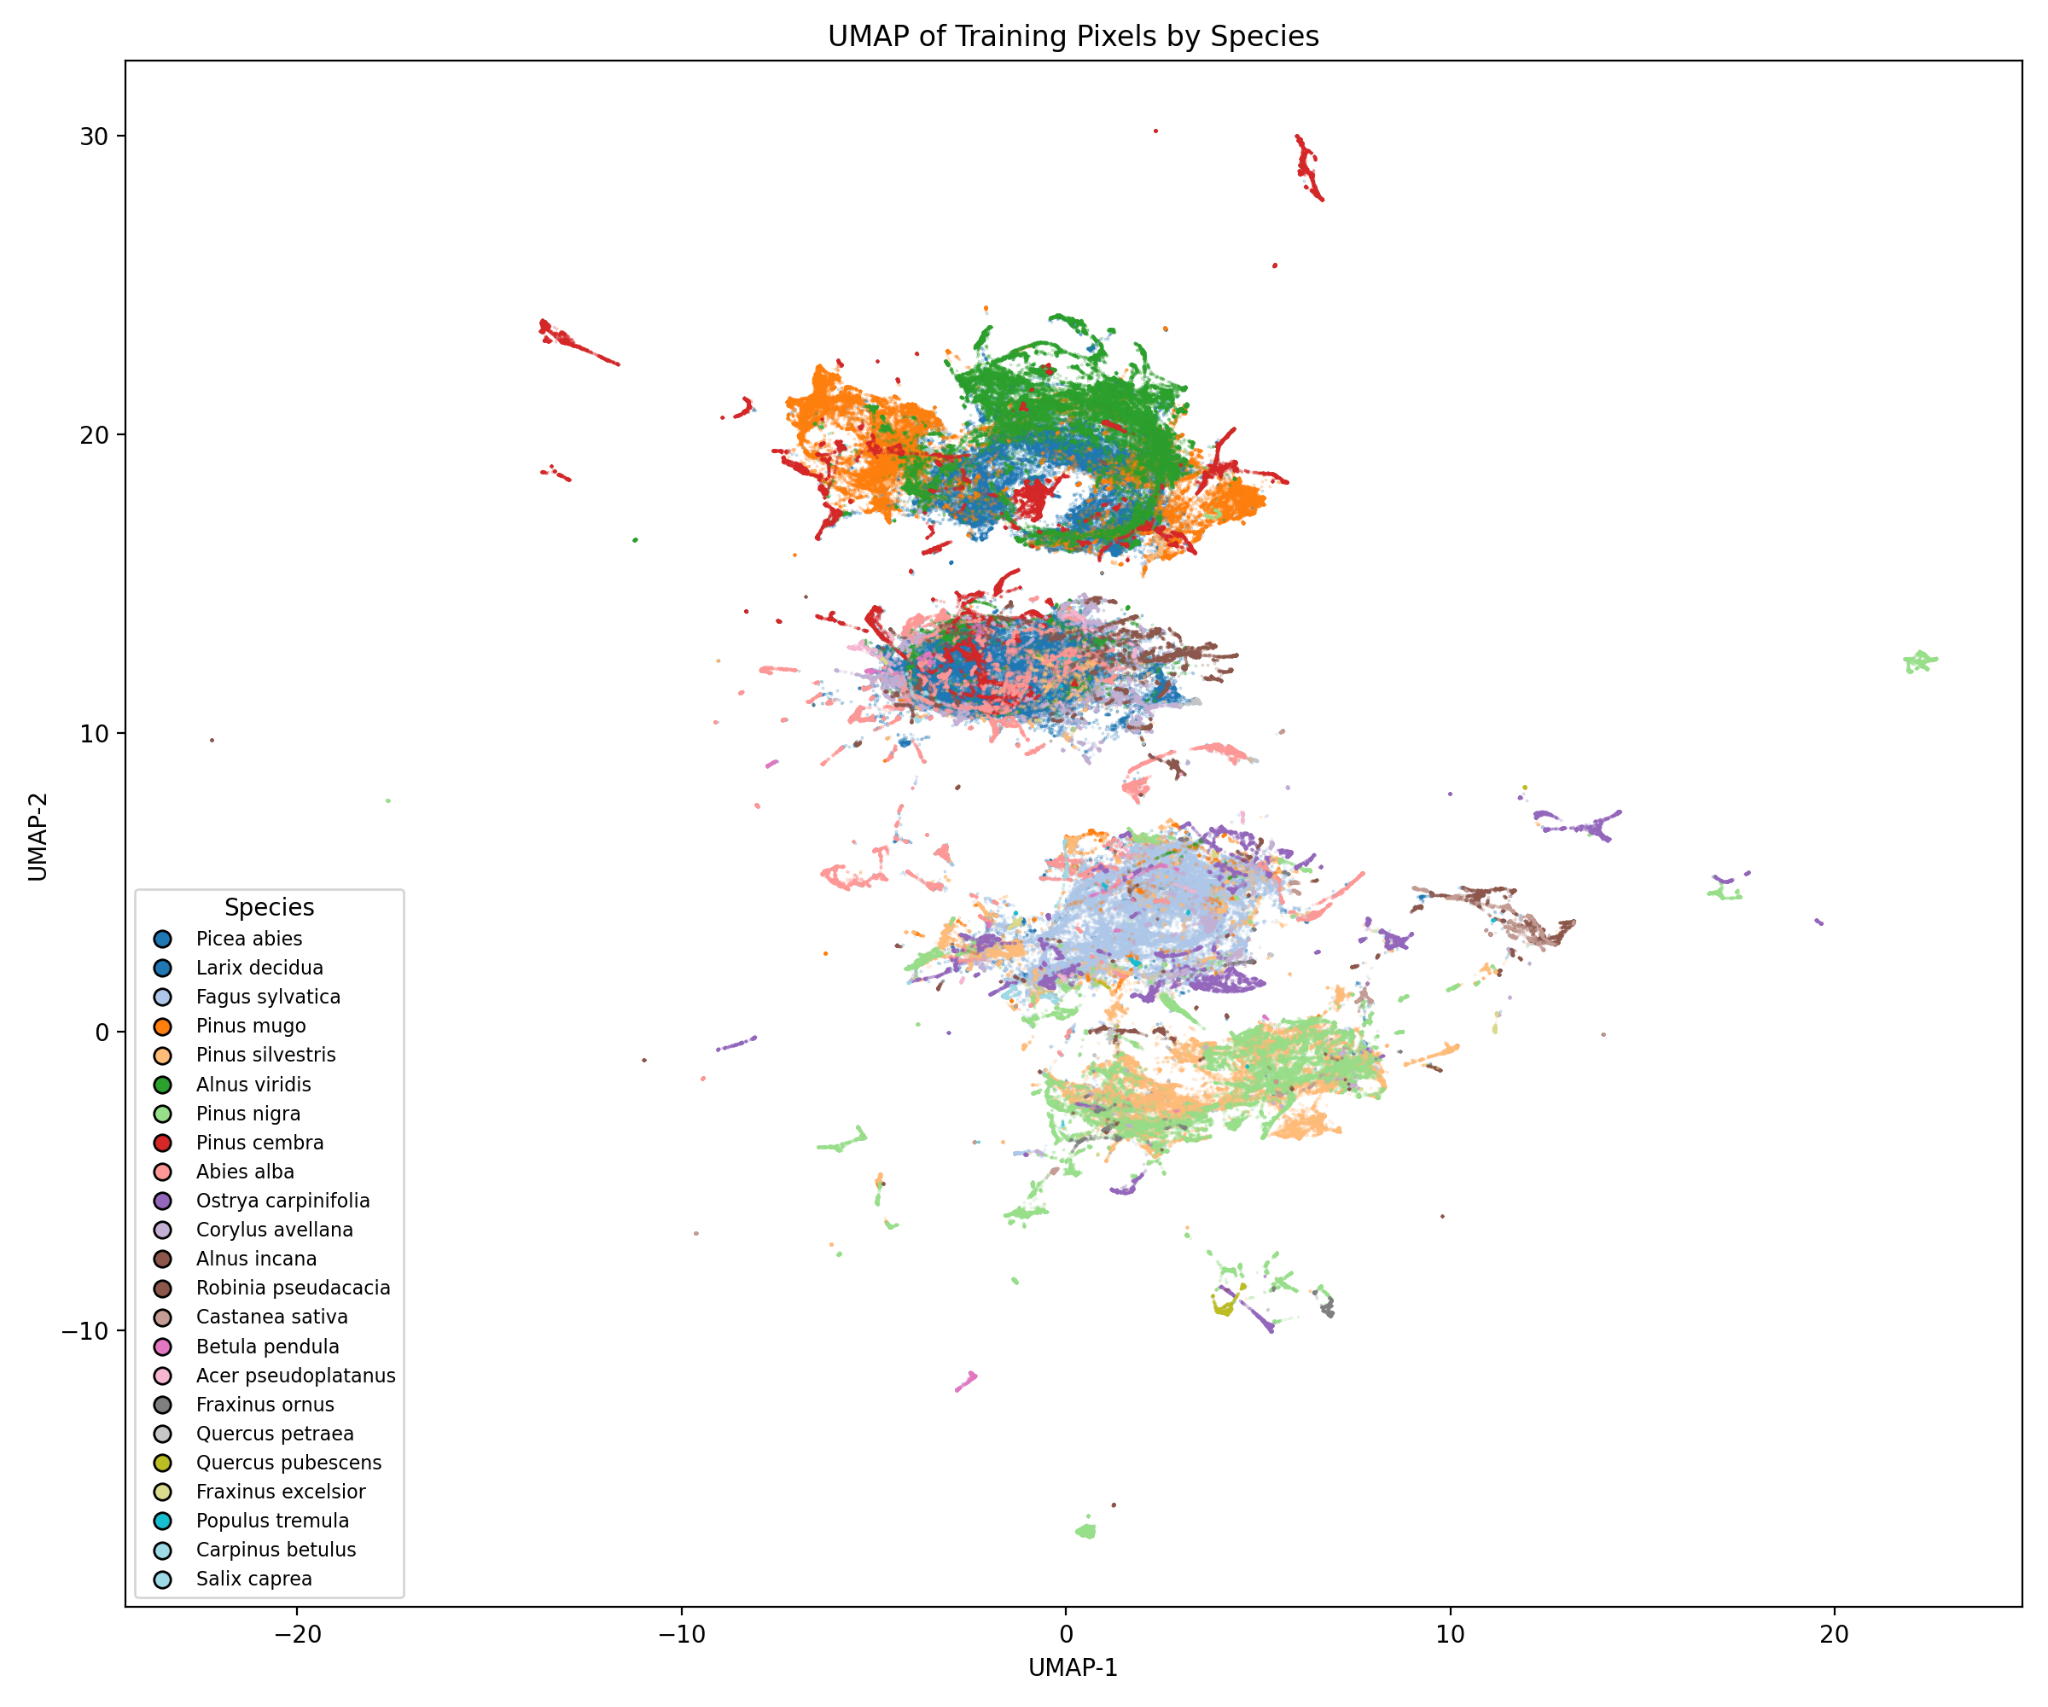 UMAP of Training Pixels by Species
30
20
10
0
−10
UMAP-2
Species
Picea abies
Larix decidua
Fagus sylvatica
Pinus mugo
Pinus silvestris
Alnus viridis
Pinus nigra
Pinus cembra
Abies alba
Ostrya carpinifolia
Corylus avellana
Alnus incana
Robinia pseudacacia
Castanea sativa
Betula pendula
Acer pseudoplatanus
Fraxinus ornus
Quercus petraea
Quercus pubescens
Fraxinus excelsior
Populus tremula
Carpinus betulus
Salix caprea
−20
−10
0
10
20
UMAP-1